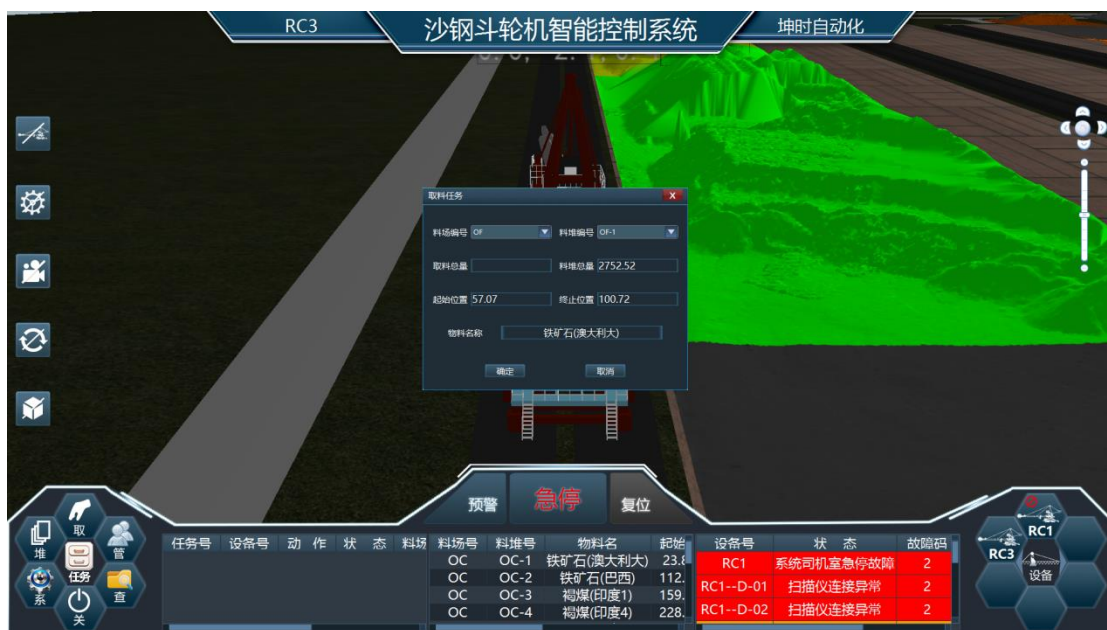 RC3 沙钢斗轮机智能控制系统 坤时自动化
取料任务 X
料场编号 OF 料堆编号 OF-1
取料总量 料堆总量 2752.52
起始位置 57.07 终止位置 100.72
物料名称 铁矿石(澳大利大)
确定 取消
预警 急停 复位
取
堆 管
任务
系 查
关
任务号 设备号 动 作 状 态 料场
料场号 料堆号 物料名 起始
OC OC-1 铁矿石(澳大利大) 23.8
OC OC-2 铁矿石(巴西) 112.
OC OC-3 褐煤(印度1) 159.
OC OC-4 褐煤(印度4) 228.
设备号 状 态 故障码
RC1 系统司机室急停故障 2
RC1--D-01 扫描仪连接异常 2
RC1--D-02 扫描仪连接异常 2
RC1
RC3
设备